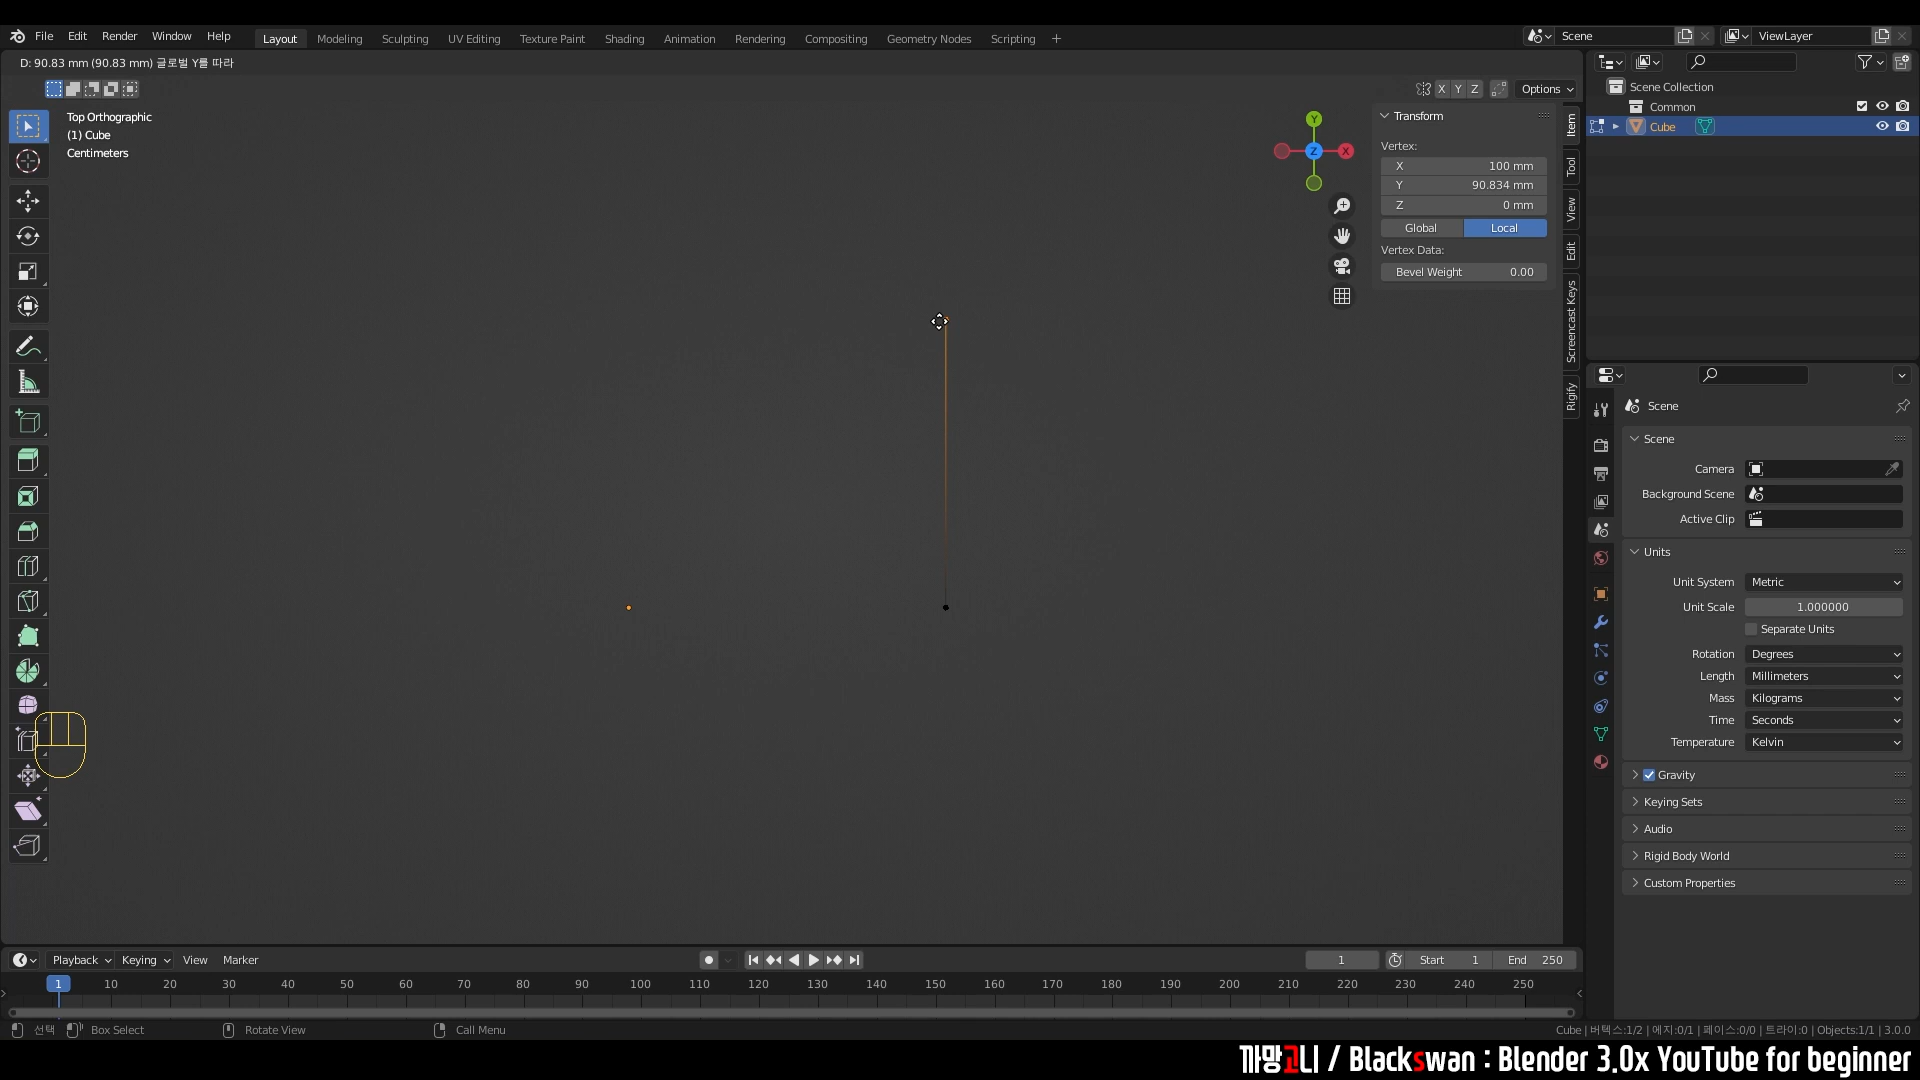 File Edit Render Window Help Layout Modeling Sculpting UV Editing Texture Paint Shading Animation Rendering Compositing Geometry Nodes Scripting + Scene ViewLayer
D: 90.83 mm (90.83 mm) 글로벌 Y를 따라
X Y Z Options
Top Orthographic
(1) Cube
Centimeters
Y
Z
X
Transform
Vertex:
X 100 mm
Y 90.834 mm
Z 0 mm
Global Local
Vertex Data:
Bevel Weight 0.00
Item
Tool
View
Edit
Screencast Keys
Rigify
Scene Collection
Common
Cube
Scene
Scene
Camera
Background Scene
Active Clip
Units
Unit System Metric
Unit Scale 1.000000
Separate Units
Rotation Degrees
Length Millimeters
Mass Kilograms
Time Seconds
Temperature Kelvin
Gravity
Keying Sets
Audio
Rigid Body World
Custom Properties
Playback Keying View Marker 1 Start 1 End 250
1 10 20 30 40 50 60 70 80 90 100 110 120 130 140 150 160 170 180 190 200 210 220 230 240 250
선택 Box Select Rotate View Call Menu Cube | 버텍스:1/2 | 에지:0/1 | 페이스:0/0 | 트라이:0 | Objects:1/1 | 3.0.0
까망고니 / Blackswan : Blender 3.0x YouTube for beginner